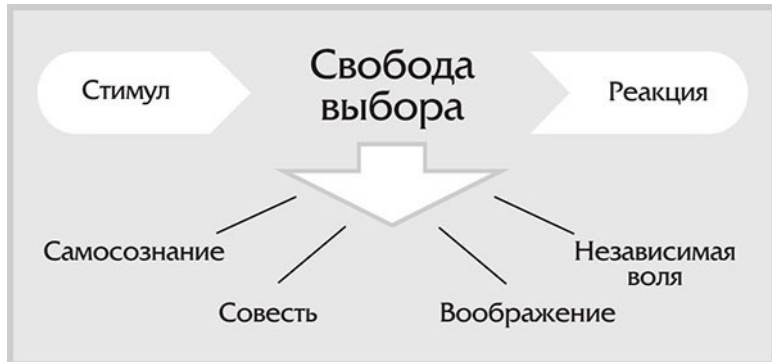 Стимул
Свобода
выбора
Реакция
Самосознание
Совесть
Воображение
Независимая
воля